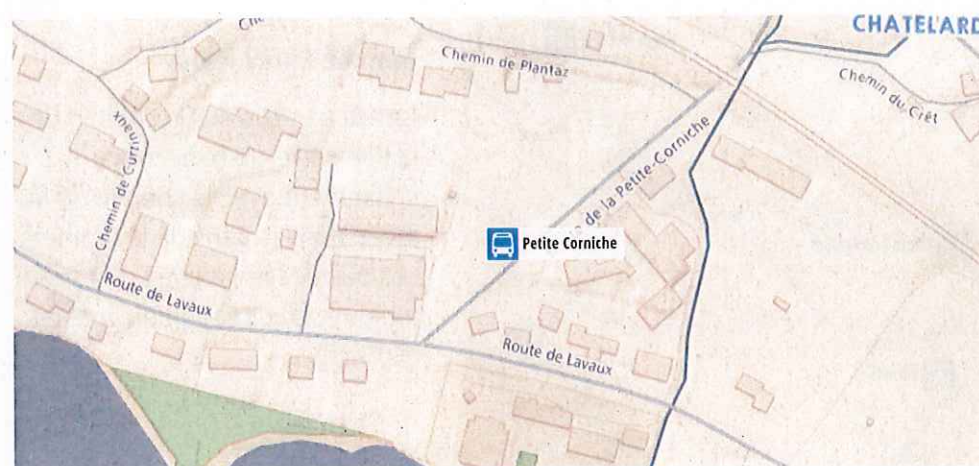 CHATELARD
Chemin de Plantaz
Chemin du Crêt
Chemin de Curtinaux
de la Petite-Corniche
Petite Corniche
Route de Lavaux
Route de Lavaux